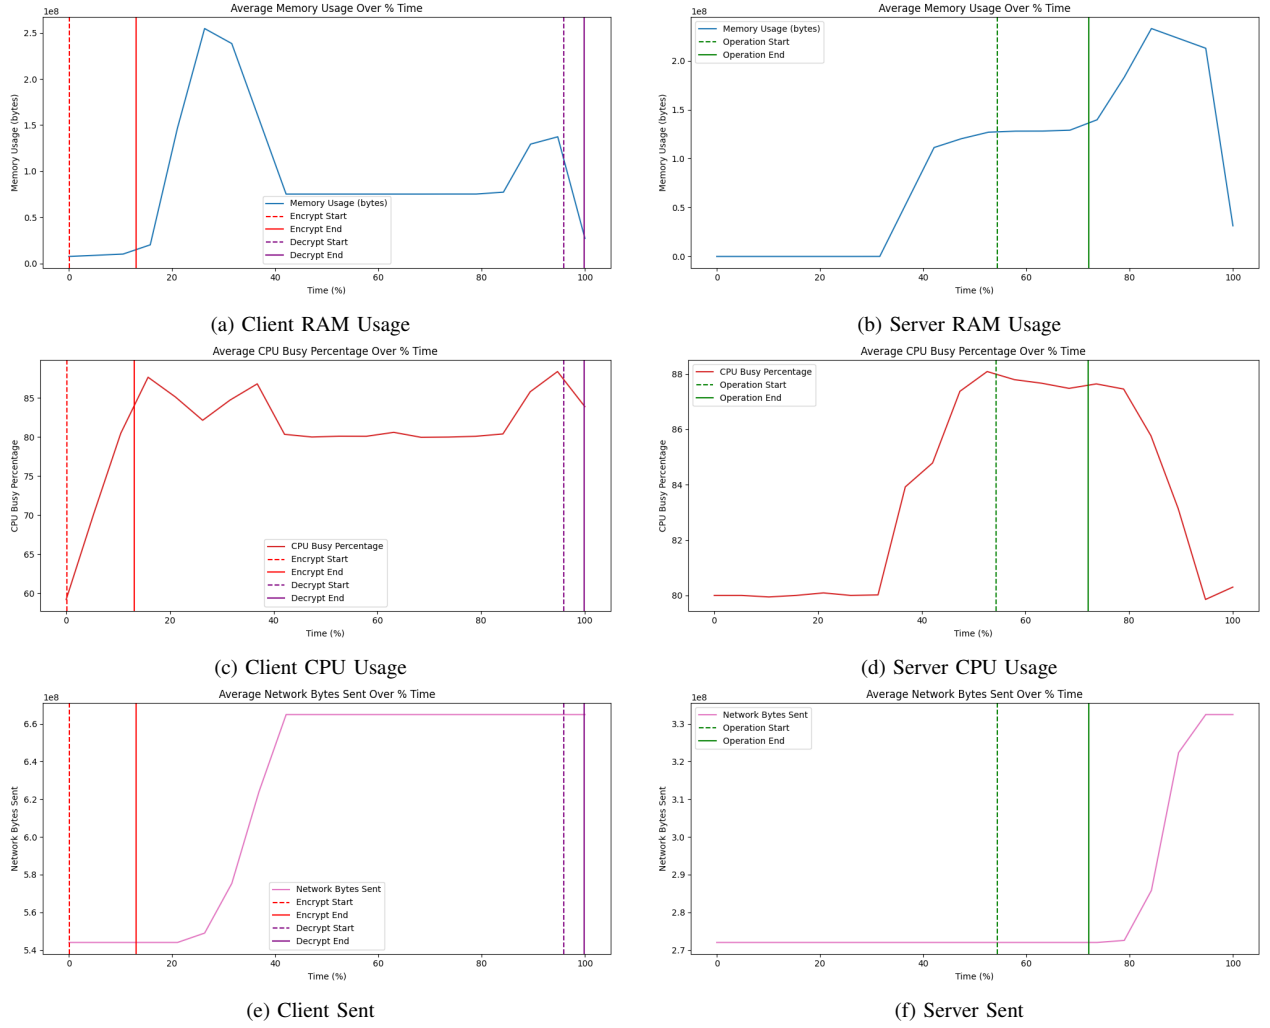 Average Memory Usage Over % Time
1e8
Memory Usage (bytes)
2.5
2.0
1.5
1.0
0.5
0.0
Memory Usage (bytes)
Encrypt Start
Encrypt End
Decrypt Start
Decrypt End
0 20 40 60 80 100
Time (%)
(a) Client RAM Usage
Average Memory Usage Over % Time
1e8
Memory Usage (bytes)
2.0
1.5
1.0
0.5
0.0
Memory Usage (bytes)
Operation Start
Operation End
0 20 40 60 80 100
Time (%)
(b) Server RAM Usage
Average CPU Busy Percentage Over % Time
CPU Busy Percentage
85
80
75
70
65
60
CPU Busy Percentage
Encrypt Start
Encrypt End
Decrypt Start
Decrypt End
0 20 40 60 80 100
Time (%)
(c) Client CPU Usage
Average CPU Busy Percentage Over % Time
CPU Busy Percentage
88
86
84
82
80
CPU Busy Percentage
Operation Start
Operation End
0 20 40 60 80 100
Time (%)
(d) Server CPU Usage
Average Network Bytes Sent Over % Time
1e8
Network Bytes Sent
6.6
6.4
6.2
6.0
5.8
5.6
5.4
Network Bytes Sent
Encrypt Start
Encrypt End
Decrypt Start
Decrypt End
0 20 40 60 80 100
Time (%)
(e) Client Sent
Average Network Bytes Sent Over % Time
1e8
Network Bytes Sent
3.3
3.2
3.1
3.0
2.9
2.8
2.7
Network Bytes Sent
Operation Start
Operation End
0 20 40 60 80 100
Time (%)
(f) Server Sent